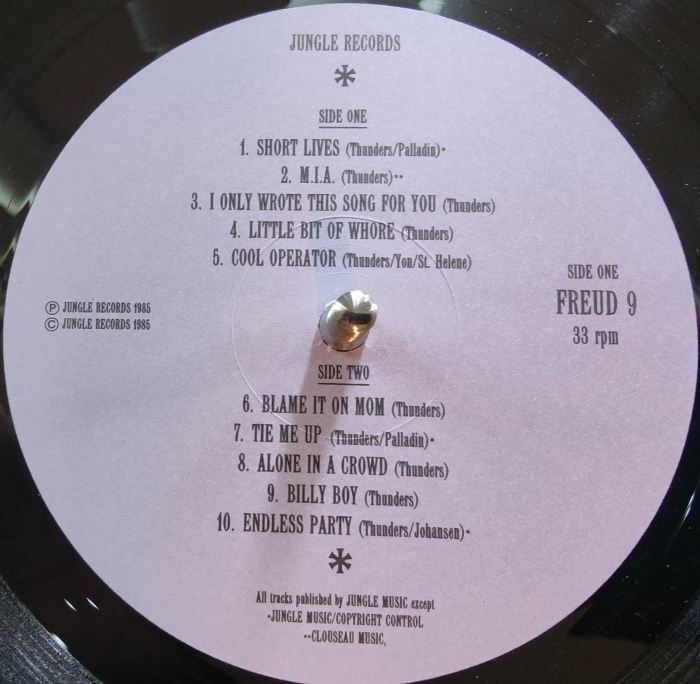 JUNGLE RECORDS
SIDE ONE
1. SHORT LIVES (Thunders/Palladin)•
2. M.I.A. (Thunders)••
3. I ONLY WROTE THIS SONG FOR YOU (Thunders)
4. LITTLE BIT OF WHORE (Thunders)
5. COOL OPERATOR (Thunders/Yon/St. Helene)
SIDE ONE
FREUD 9
33 rpm
Ⓟ JUNGLE RECORDS 1985
© JUNGLE RECORDS 1985
SIDE TWO
6. BLAME IT ON MOM (Thunders)
7. TIE ME UP (Thunders/Palladin)•
8. ALONE IN A CROWD (Thunders)
9. BILLY BOY (Thunders)
10. ENDLESS PARTY (Thunders/Johansen)•
All tracks published by JUNGLE MUSIC except
•JUNGLE MUSIC/COPYRIGHT CONTROL
••CLOUSEAU MUSIC,